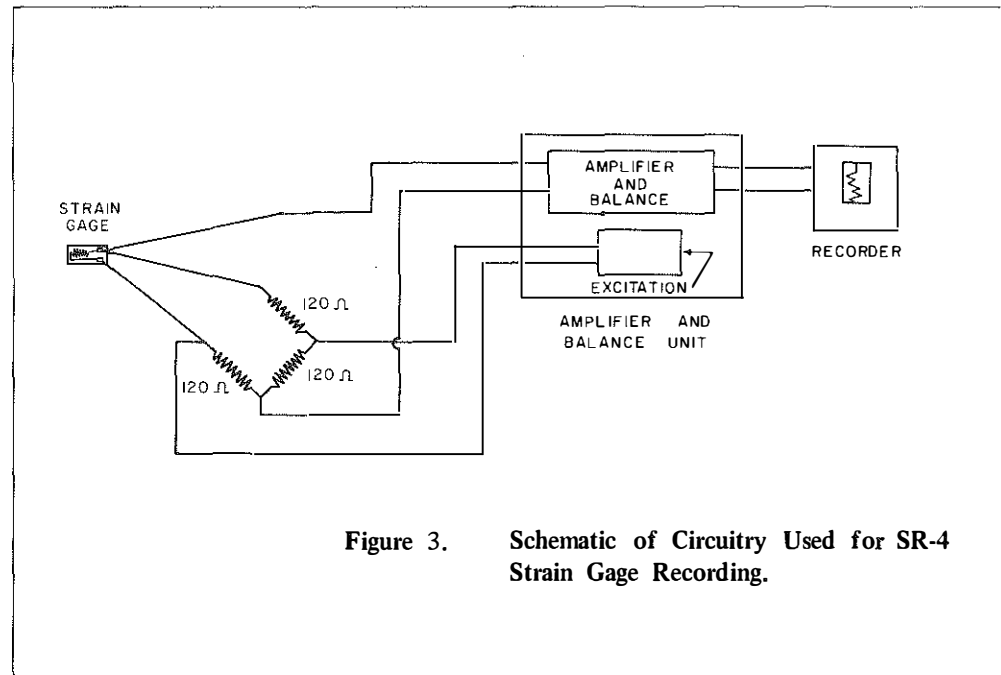 STRAIN
GAGE
120 Ω
120 Ω
120 Ω
AMPLIFIER
AND
BALANCE
EXCITATION
AMPLIFIER AND
BALANCE UNIT
RECORDER
Figure 3. Schematic of Circuitry Used for SR-4
Strain Gage Recording.